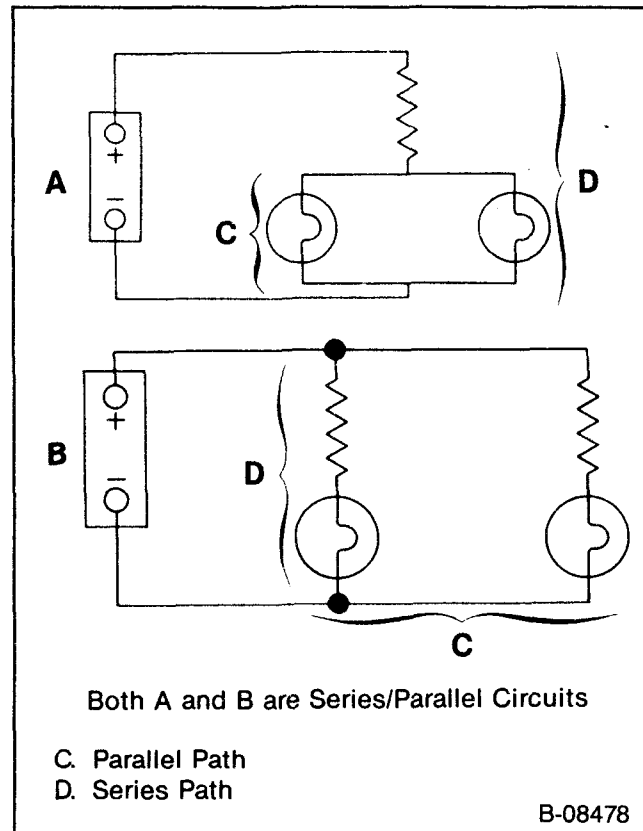 +
A
−
C
D
+
B
−
D
C
Both A and B are Series/Parallel Circuits
C. Parallel Path
D. Series Path
B-08478